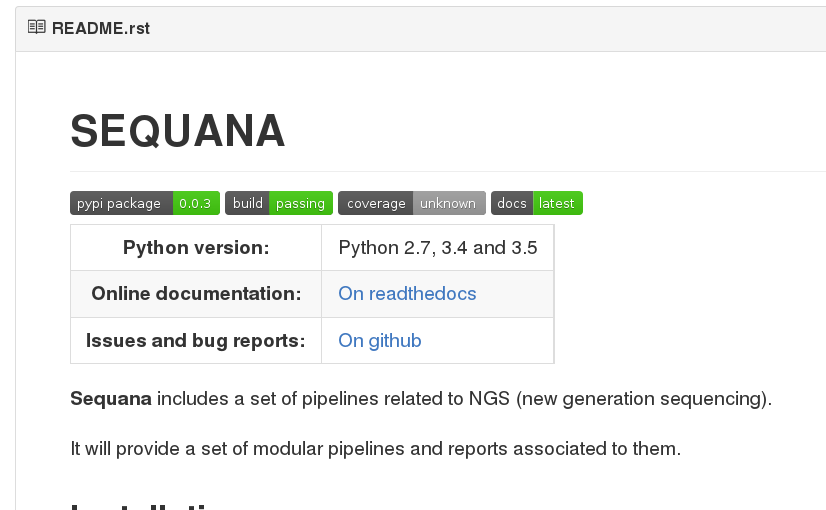 README.rst
SEQUANA
pypi package 0.0.3 build passing coverage unknown docs latest
Python version: Python 2.7, 3.4 and 3.5
Online documentation: On readthedocs
Issues and bug reports: On github
Sequana includes a set of pipelines related to NGS (new generation sequencing).
It will provide a set of modular pipelines and reports associated to them.